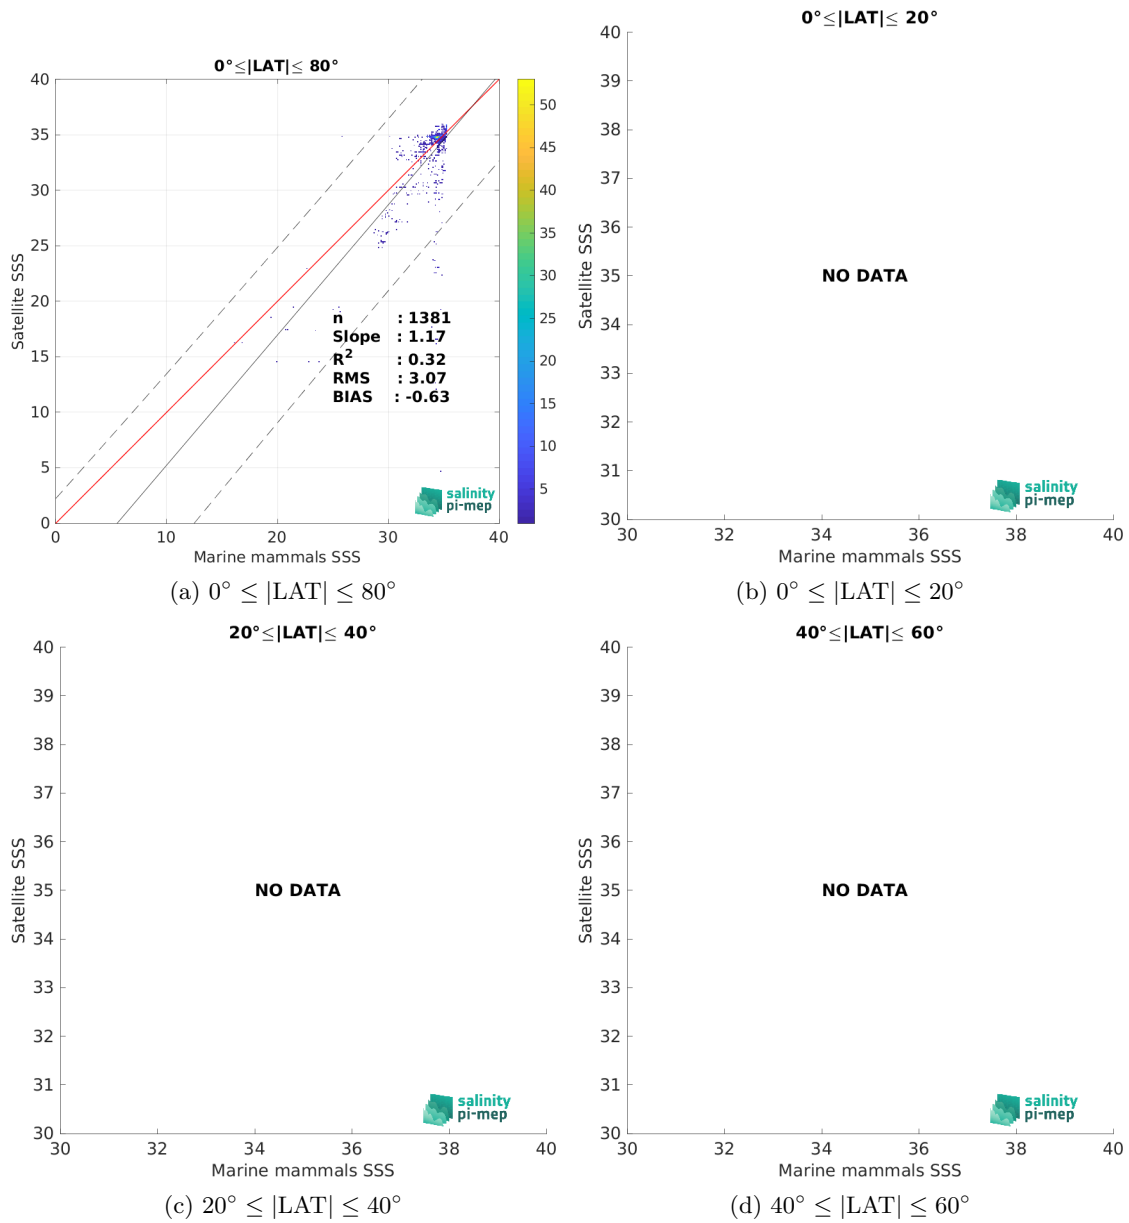 0°≤|LAT|≤ 80°
40
35
30
25
20
15
10
5
0
0
10
20
30
40
50
45
40
35
30
25
20
15
10
5
Satellite SSS
Marine mammals SSS
n : 1381
Slope : 1.17
R² : 0.32
RMS : 3.07
BIAS : -0.63
salinity
pi-mep
(a) 0° ≤ |LAT| ≤ 80°
0°≤|LAT|≤ 20°
40
39
38
37
36
35
34
33
32
31
30
30
32
34
36
38
40
Satellite SSS
NO DATA
Marine mammals SSS
salinity
pi-mep
(b) 0° ≤ |LAT| ≤ 20°
20°≤|LAT|≤ 40°
40
39
38
37
36
35
34
33
32
31
30
30
32
34
36
38
40
Satellite SSS
NO DATA
Marine mammals SSS
salinity
pi-mep
(c) 20° ≤ |LAT| ≤ 40°
40°≤|LAT|≤ 60°
40
39
38
37
36
35
34
33
32
31
30
30
32
34
36
38
40
Satellite SSS
NO DATA
Marine mammals SSS
salinity
pi-mep
(d) 40° ≤ |LAT| ≤ 60°